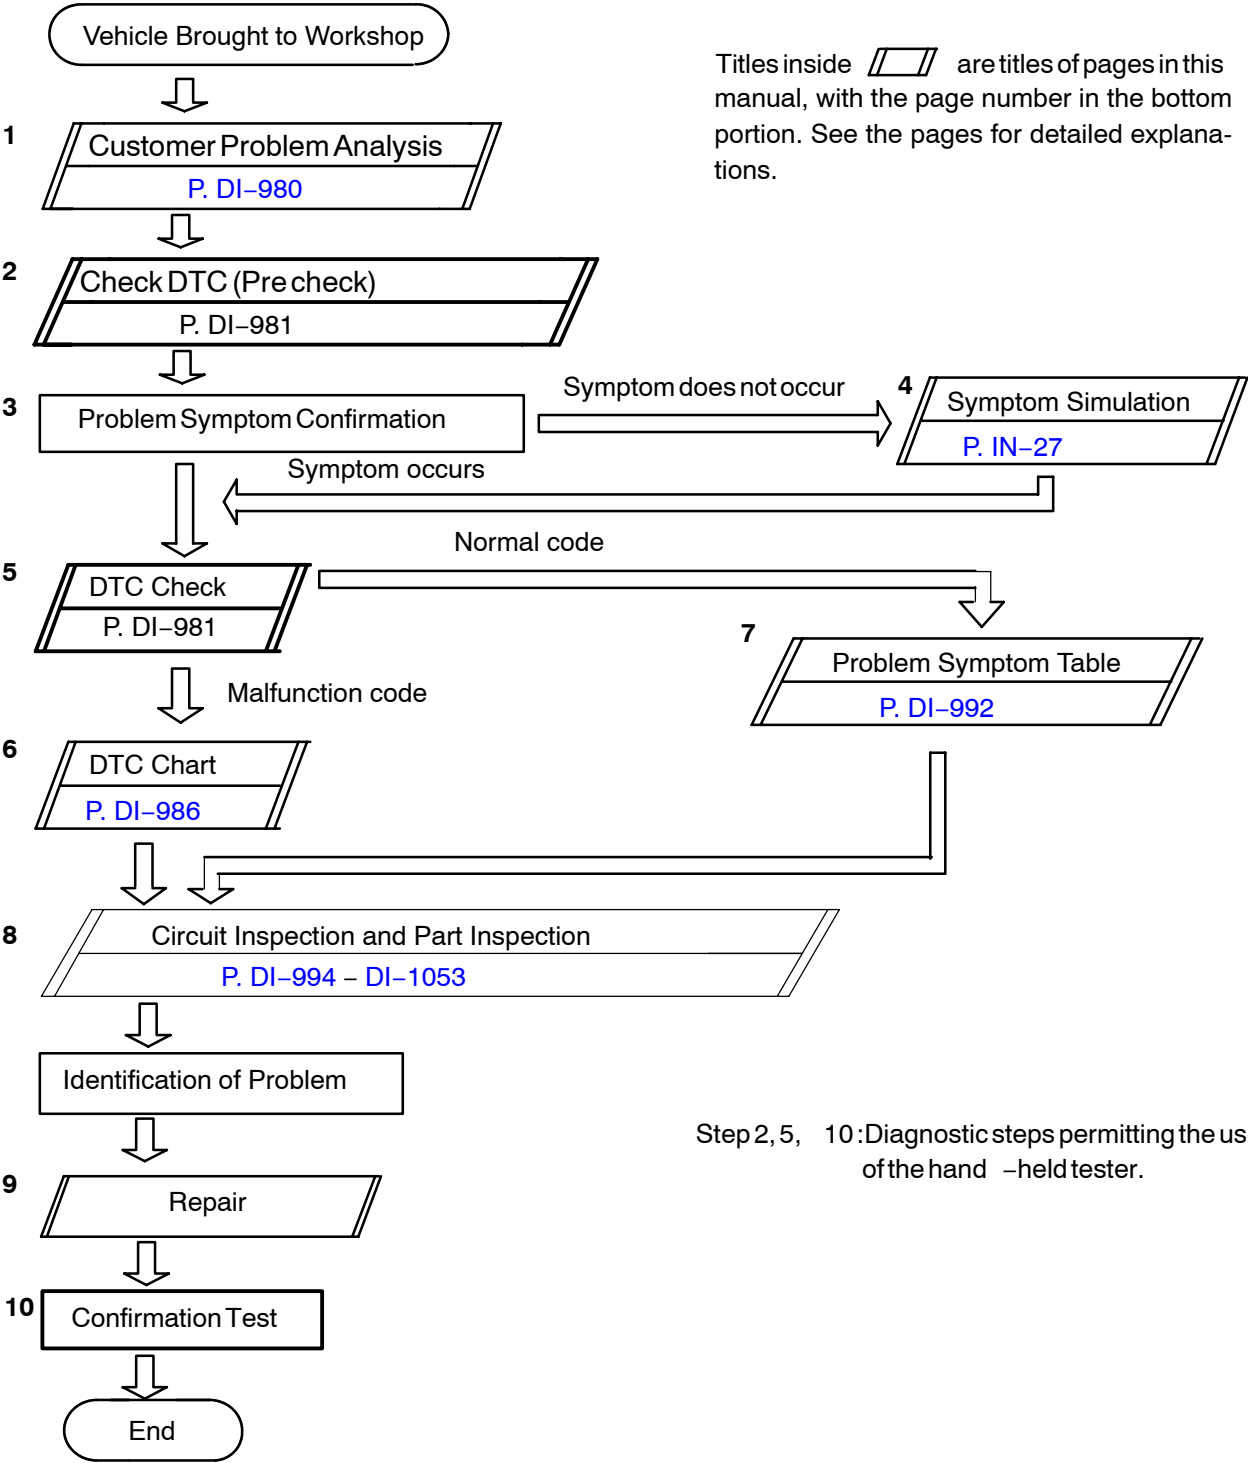 Vehicle Brought to Workshop
Titles inside are titles of pages in this
manual, with the page number in the bottom
portion. See the pages for detailed explana-
tions.
1
Customer Problem Analysis
P. DI–980
2
Check DTC (Pre check)
P. DI–981
3
Problem Symptom Confirmation
Symptom does not occur
4
Symptom Simulation
P. IN–27
Symptom occurs
Normal code
5
DTC Check
P. DI–981
7
Problem Symptom Table
P. DI–992
Malfunction code
6
DTC Chart
P. DI–986
8
Circuit Inspection and Part Inspection
P. DI–994 – DI–1053
Identification of Problem
Step 2, 5, 10 :Diagnostic steps permitting the us
of the hand –held tester.
9
Repair
10
Confirmation Test
End